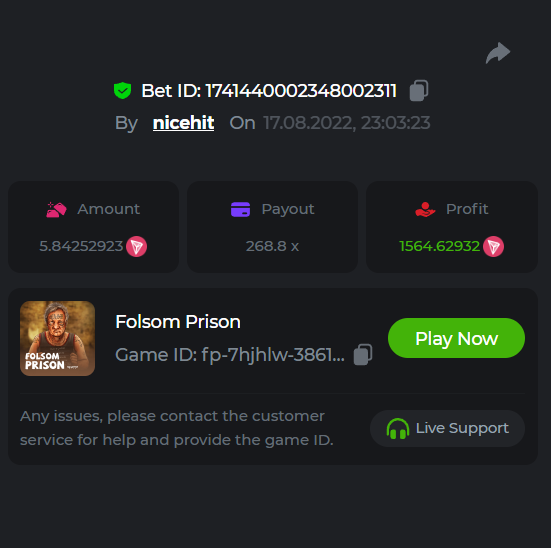 Bet ID: 1741440002348002311
By nicehit On 17.08.2022, 23:03:23
Amount
5.84252923
Payout
268.8 x
Profit
1564.62932
FOLSOM
PRISON
Folsom Prison
Game ID: fp-7hjhlw-3861...
Play Now
Any issues, please contact the customer
service for help and provide the game ID.
Live Support